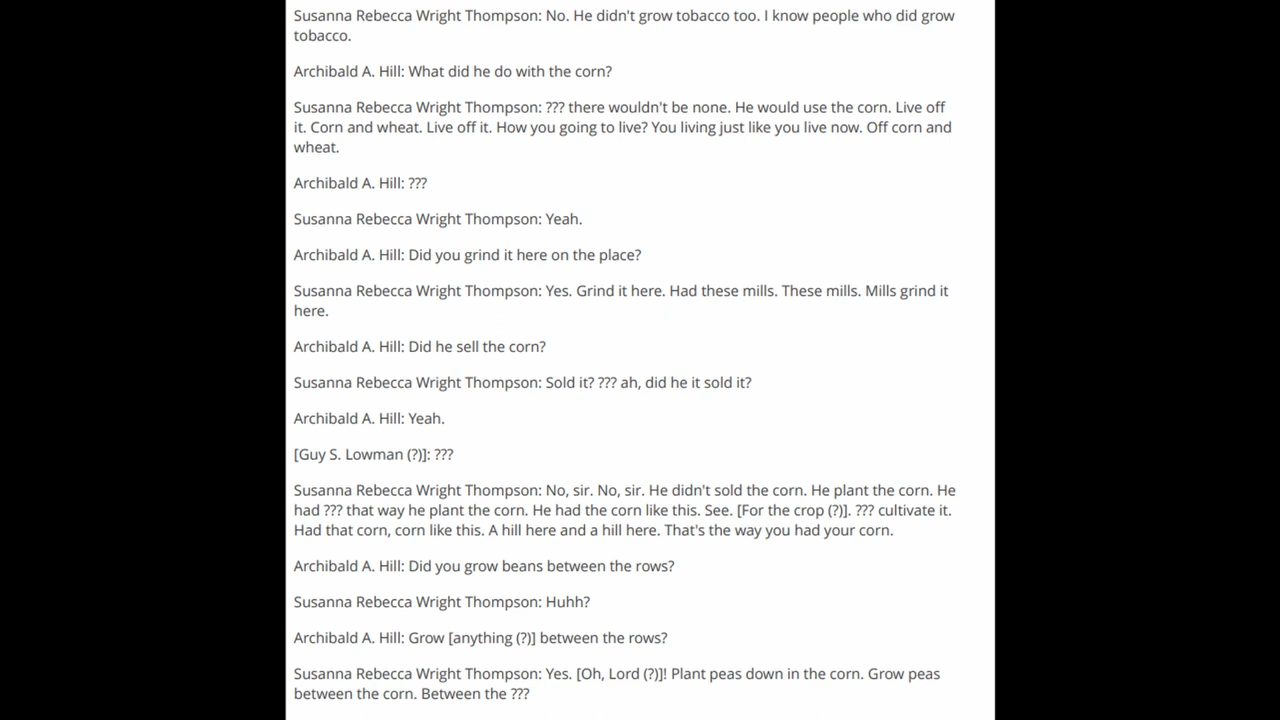 Susanna Rebecca Wright Thompson: No. He didn't grow tobacco too. I know people who did grow
tobacco.
Archibald A. Hill: What did he do with the corn?
Susanna Rebecca Wright Thompson: ??? there wouldn't be none. He would use the corn. Live off
it. Corn and wheat. Live off it. How you going to live? You living just like you live now. Off corn and
wheat.
Archibald A. Hill: ???
Susanna Rebecca Wright Thompson: Yeah.
Archibald A. Hill: Did you grind it here on the place?
Susanna Rebecca Wright Thompson: Yes. Grind it here. Had these mills. These mills. Mills grind it
here.
Archibald A. Hill: Did he sell the corn?
Susanna Rebecca Wright Thompson: Sold it? ??? ah, did he it sold it?
Archibald A. Hill: Yeah.
[Guy S. Lowman (?)]: ???
Susanna Rebecca Wright Thompson: No, sir. No, sir. He didn't sold the corn. He plant the corn. He
had ??? that way he plant the corn. He had the corn like this. See. [For the crop (?)]. ??? cultivate it.
Had that corn, corn like this. A hill here and a hill here. That's the way you had your corn.
Archibald A. Hill: Did you grow beans between the rows?
Susanna Rebecca Wright Thompson: Huhh?
Archibald A. Hill: Grow [anything (?)] between the rows?
Susanna Rebecca Wright Thompson: Yes. [Oh, Lord (?)]! Plant peas down in the corn. Grow peas
between the corn. Between the ???